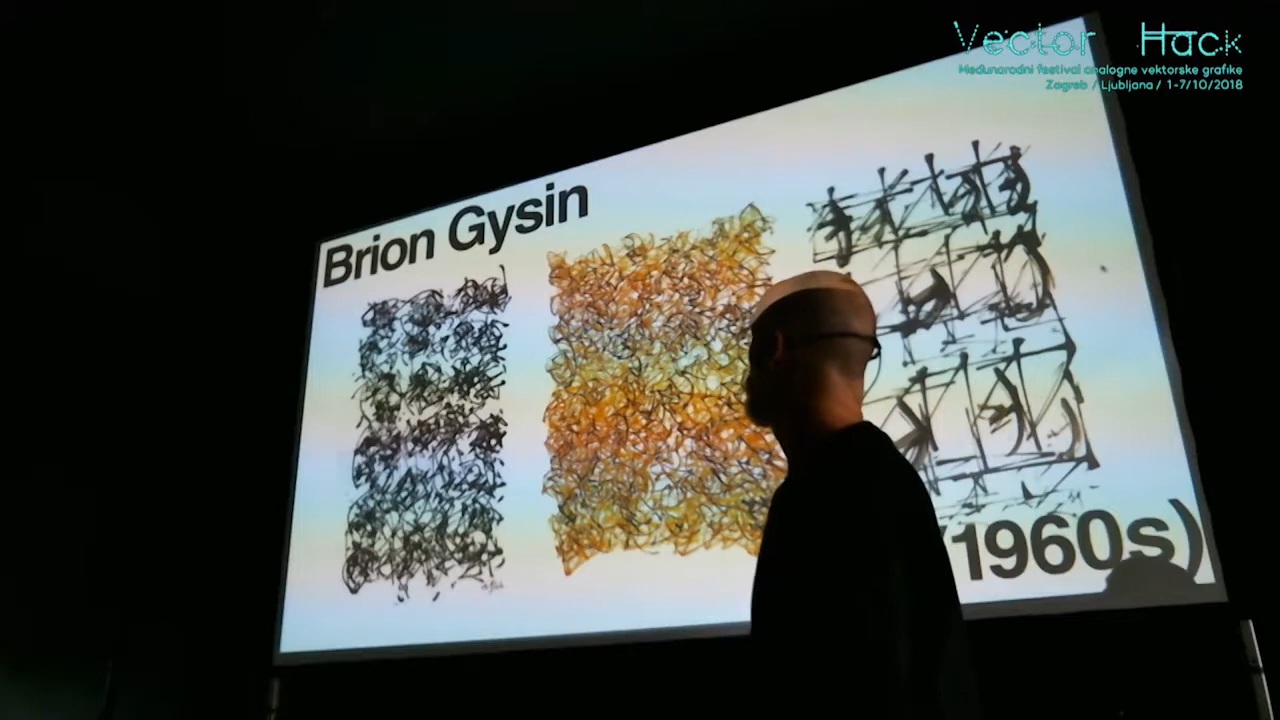 Vector Hack
Međunarodni festival analogne vektorske grafike
Zagreb / Ljubljana / 1-7/10/2018
Brion Gysin
(1960s)